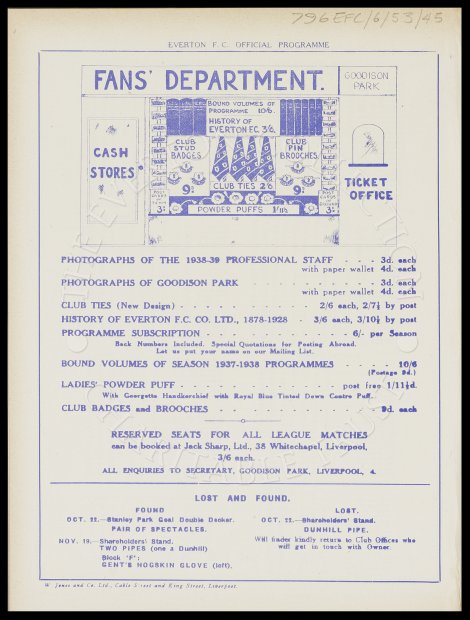 796EFC/6/53/45
EVERTON F.C. OFFICIAL PROGRAMME
FANS' DEPARTMENT.
GOODISON
PARK
BOUND VOLUMES OF
PROGRAMME 10/6.
HISTORY OF
EVERTON F.C. 3/6.
CASH
STORES
CLUB
STUD
BADGES.
CLUB
PIN
BROOCHES.
9D
9D
CLUB TIES 2/6
TICKET
OFFICE
3D
POWDER PUFFS 1/11½
3D
PHOTOGRAPHS OF THE 1938-39 PROFESSIONAL STAFF - - - 3d. each
with paper wallet 4d. each
PHOTOGRAPHS OF GOODISON PARK - - - - - 3d. each
with paper wallet 4d. each
CLUB TIES (New Design) - - - - 2/6 each, 2/7½ by post
HISTORY OF EVERTON F.C. CO. LTD., 1878-1928 - 3/6 each, 3/10½ by post
PROGRAMME SUBSCRIPTION - - - - - 6/- per Season
Back Numbers Included. Special Quotations for Posting Abroad.
Let us put your name on our Mailing List.
BOUND VOLUMES OF SEASON 1937-1938 PROGRAMMES - - 10/6
(Postage 9d.)
LADIES' POWDER PUFF - - - - - post free 1/11½d.
With Georgette Handkerchief with Royal Blue Tinted Down Centre Puff.
CLUB BADGES and BROOCHES - - - - - - 9d. each
RESERVED SEATS FOR ALL LEAGUE MATCHES
can be booked at Jack Sharp, Ltd., 38 Whitechapel, Liverpool,
3/6 each.
ALL ENQUIRIES TO SECRETARY, GOODISON PARK, LIVERPOOL, 4.
LOST AND FOUND.
FOUND
OCT. 22.—Stanley Park Goal Double Decker.
PAIR OF SPECTACLES.
NOV. 19.—Shareholders' Stand.
TWO PIPES (one a Dunhill)
Block 'F':
GENT'S HOGSKIN GLOVE (left).
LOST.
OCT. 22.—Shareholders' Stand.
DUNHILL PIPE.
Will finder kindly return to Club Offices who
will get in touch with Owner.
W. Jones and Co. Ltd., Cable Street and King Street, Liverpool.